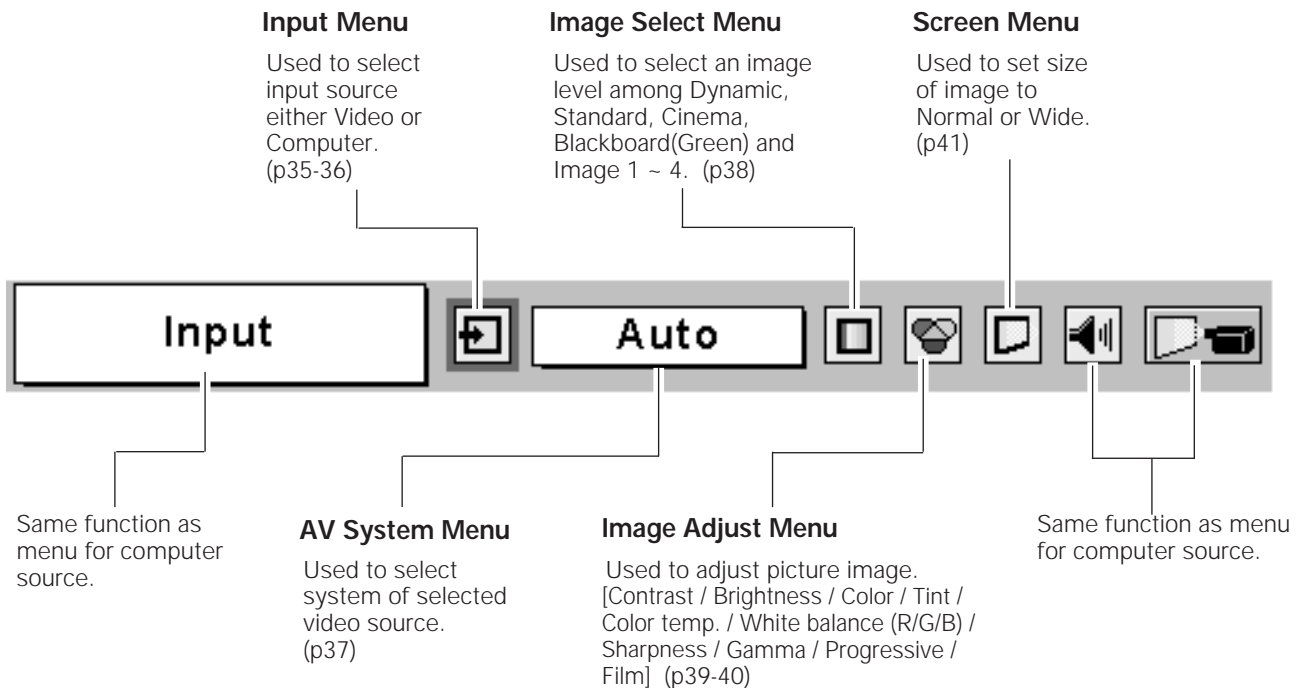 Input Menu
Used to select
input source
either Video or
Computer.
(p35-36)
Image Select Menu
Used to select an image
level among Dynamic,
Standard, Cinema,
Blackboard(Green) and
Image 1 ~ 4.  (p38)
Screen Menu
Used to set size
of image to
Normal or Wide.
(p41)
Input
Auto
Same function as
menu for computer
source.
AV System Menu
Used to select
system of selected
video source.
(p37)
Image Adjust Menu
Used to adjust picture image.
[Contrast / Brightness / Color / Tint /
Color temp. / White balance (R/G/B) /
Sharpness / Gamma / Progressive /
Film]  (p39-40)
Same function as menu
for computer source.